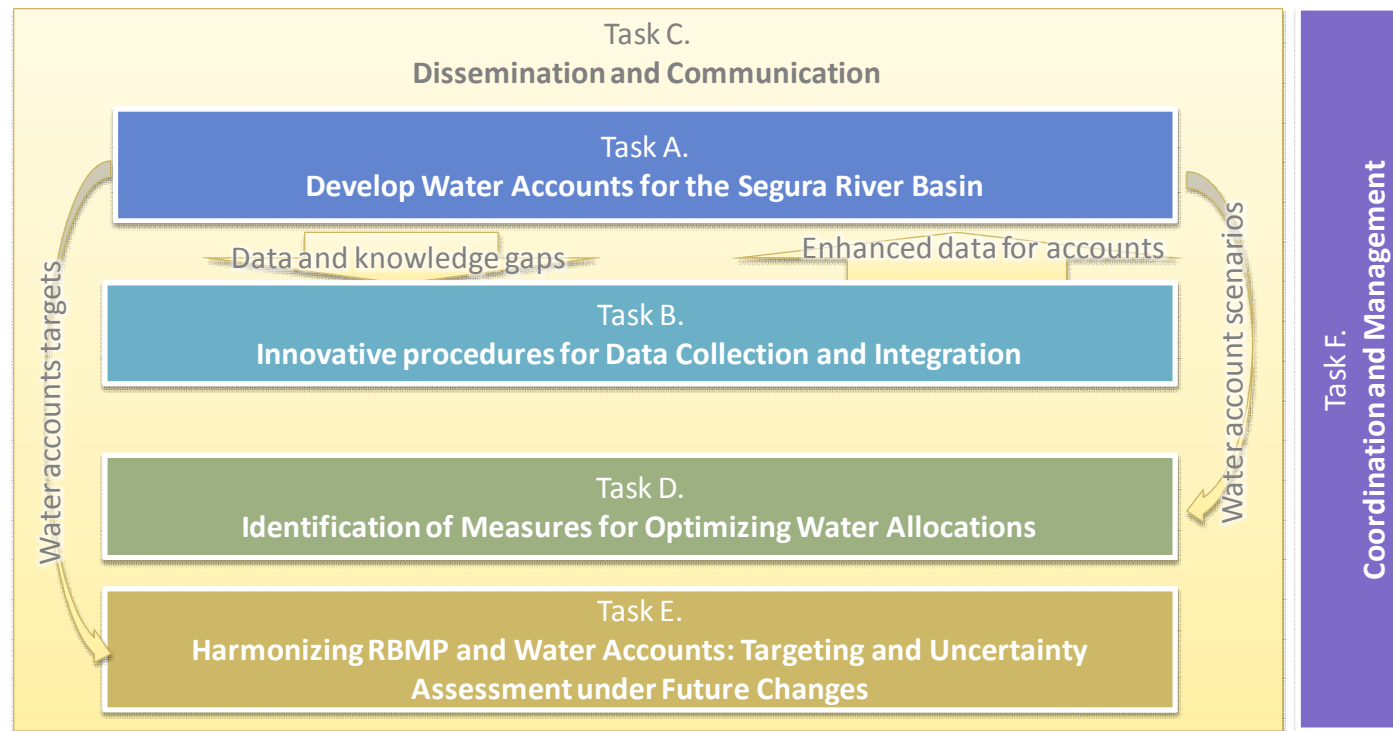 Task C.
Dissemination and Communication
Task A.
Develop Water Accounts for the Segura River Basin
Data and knowledge gaps
Enhanced data for accounts
Task B.
Innovative procedures for Data Collection and Integration
Task D.
Identification of Measures for Optimizing Water Allocations
Task E.
Harmonizing RBMP and Water Accounts: Targeting and Uncertainty
Assessment under Future Changes
Water accounts targets
Water account scenarios
Task F.
Coordination and Management